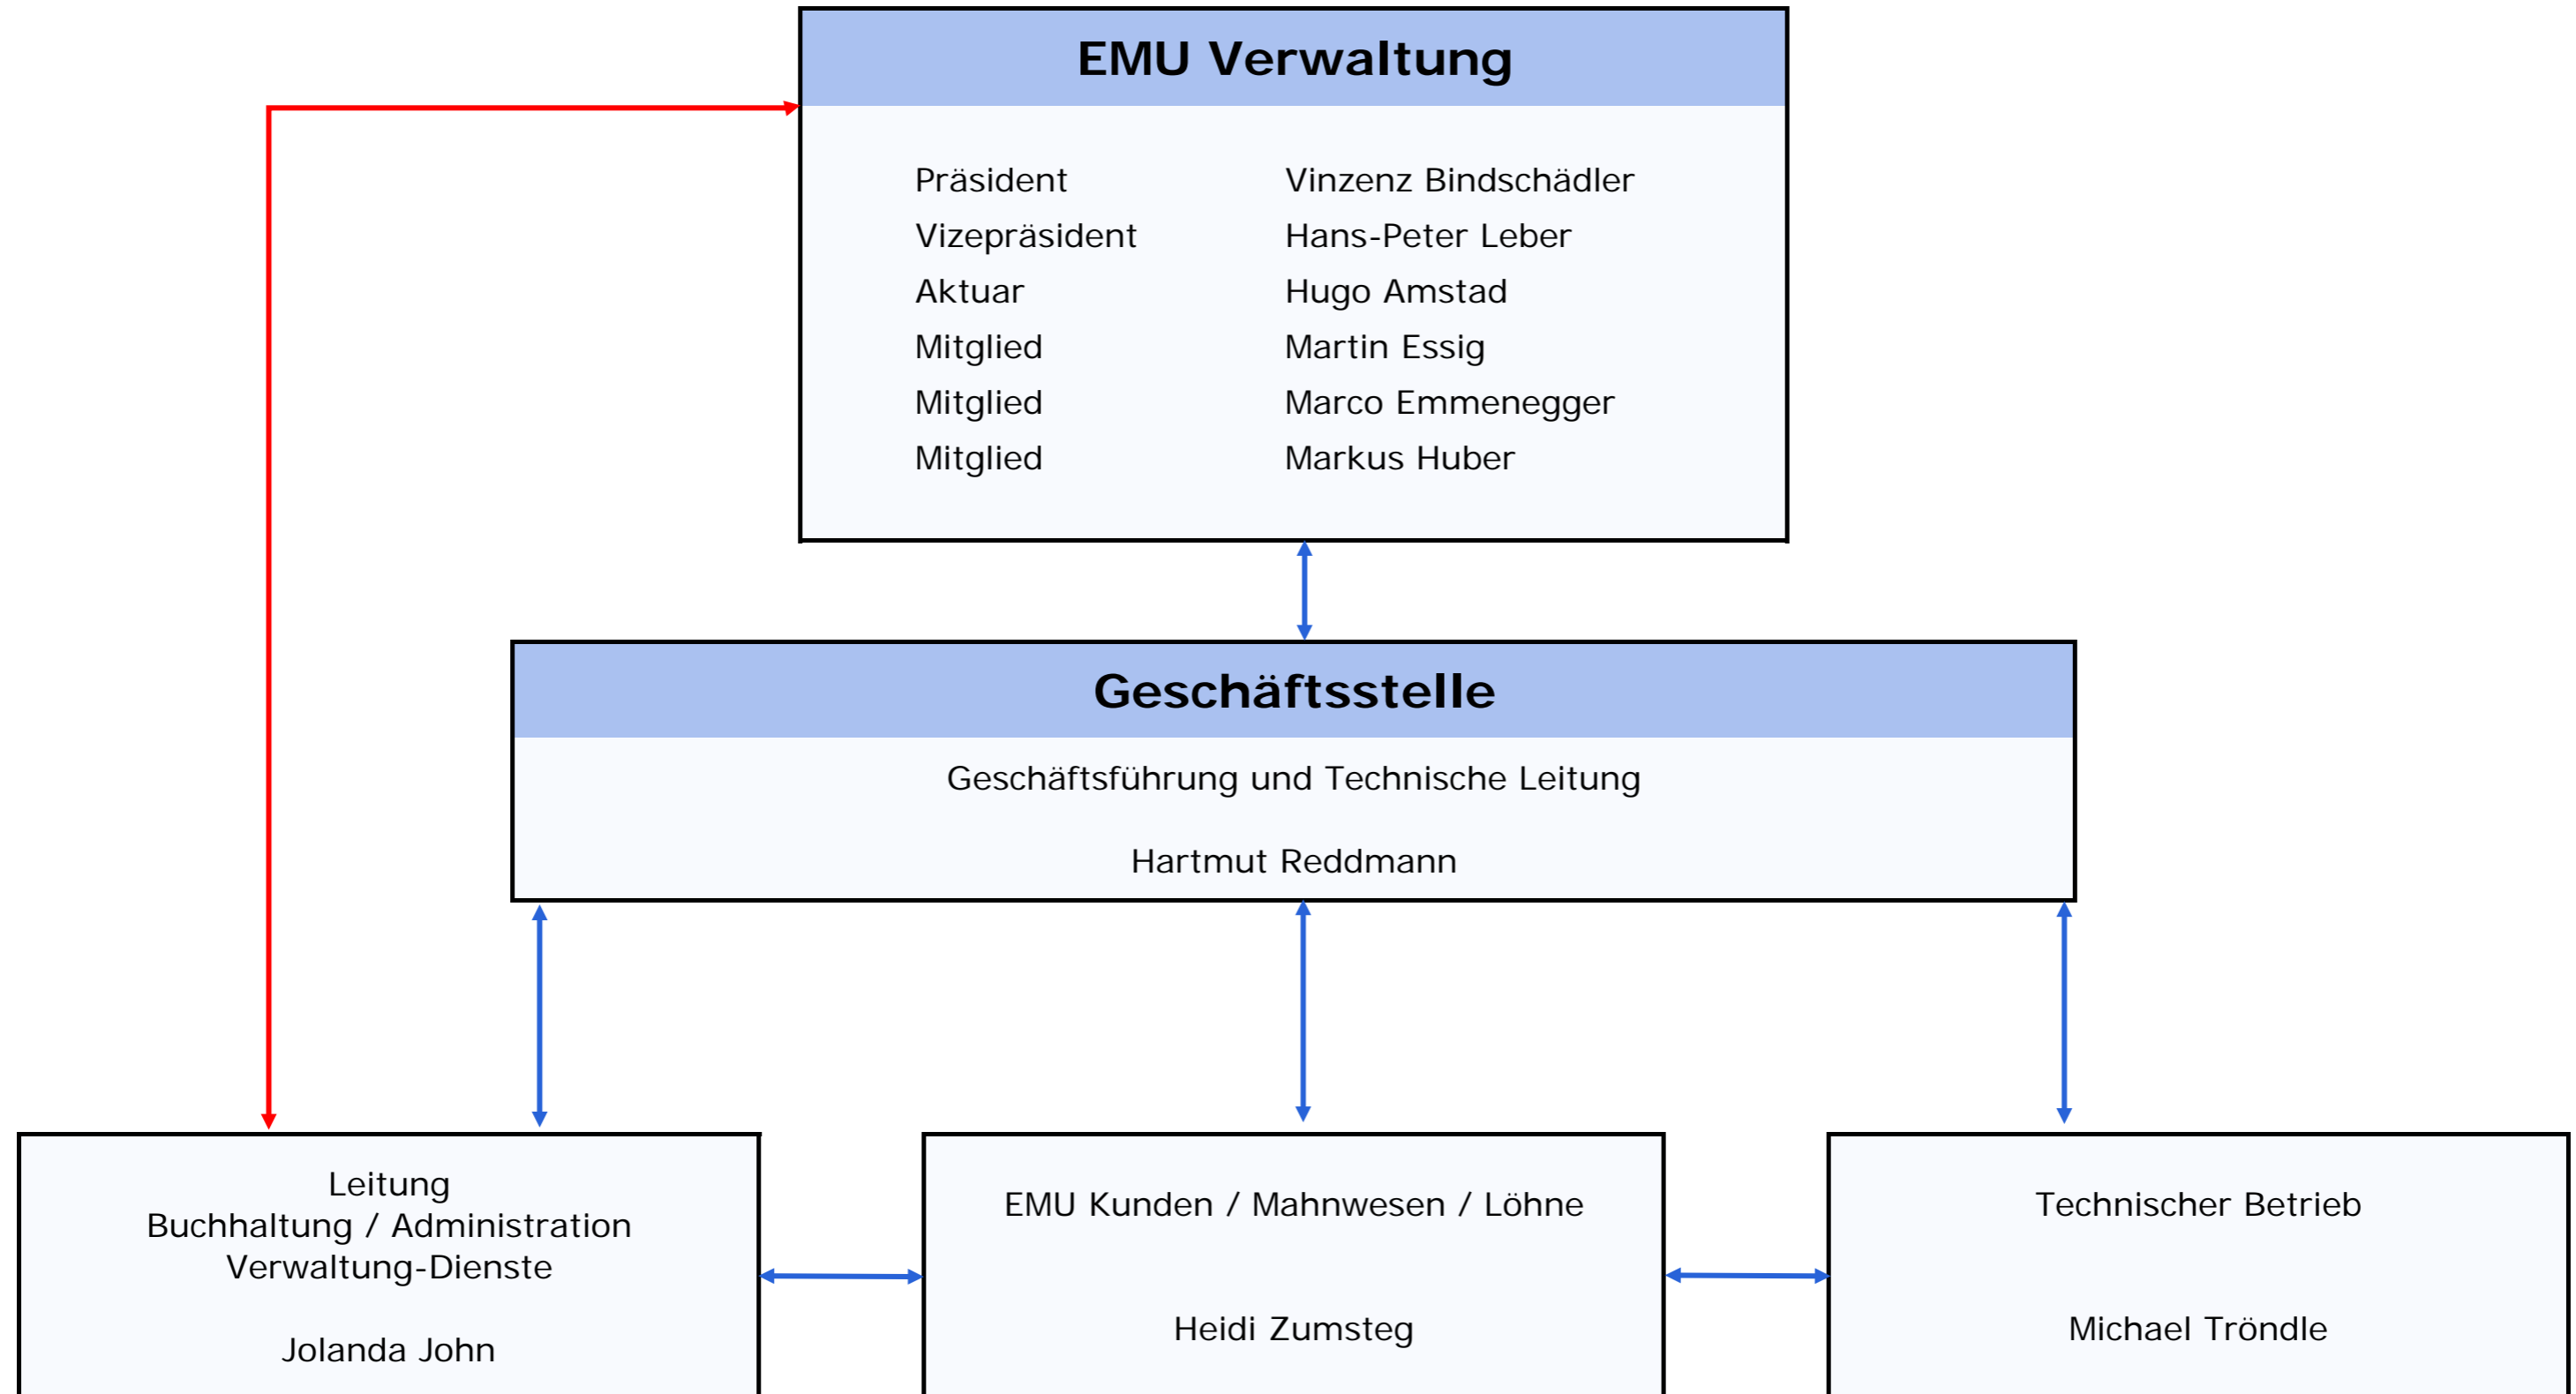 EMU Verwaltung
Präsident Vinzenz Bindschädler
Vizepräsident Hans-Peter Leber
Aktuar Hugo Amstad
Mitglied Martin Essig
Mitglied Marco Emmenegger
Mitglied Markus Huber
Geschäftsstelle
Geschäftsführung und Technische Leitung
Hartmut Reddmann
Leitung
Buchhaltung / Administration
Verwaltung-Dienste
Jolanda John
EMU Kunden / Mahnwesen / Löhne
Heidi Zumsteg
Technischer Betrieb
Michael Tröndle